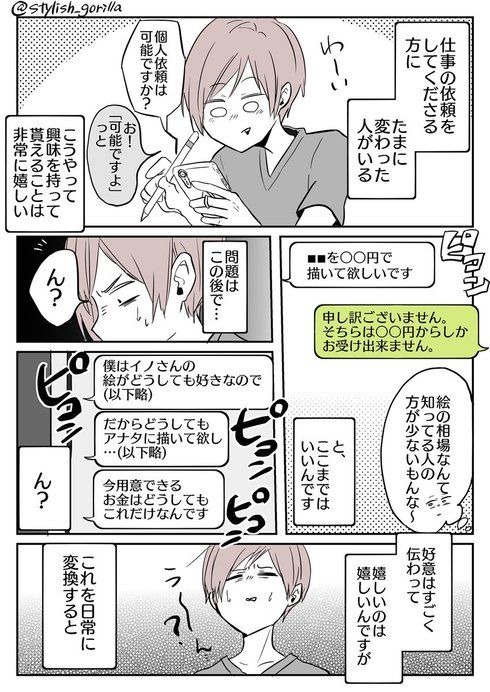 @stylish_gorilla
仕事の依頼を
してくださる
方に
たまに
変わった
人がいる
わーい
個人依頼は
可能ですか？
お！
「可能ですよ」
っと
こうやって
興味を持って
貰えることは
非常に嬉しい
ピコン
■■を〇〇円で
描いて欲しいです
申し訳ございません。
そちらは〇〇円からしか
お受け出来ません。
絵の相場なんて
知ってる人の
方が少ないもんな〜
と、
ここまでは
いいんです
問題は
この後で…
ん？
ピコン
僕はイノさんの
絵がどうしても好きなので
(以下略)
ピコン
だからどうしても
アナタに描いて欲し
…(以下略)
ピコン
今用意できる
お金はどうしても
これだけなんです
ん？
好意はすごく
伝わって
嬉しいのは
嬉しいんですが
う〜ん
これを日常に
変換すると